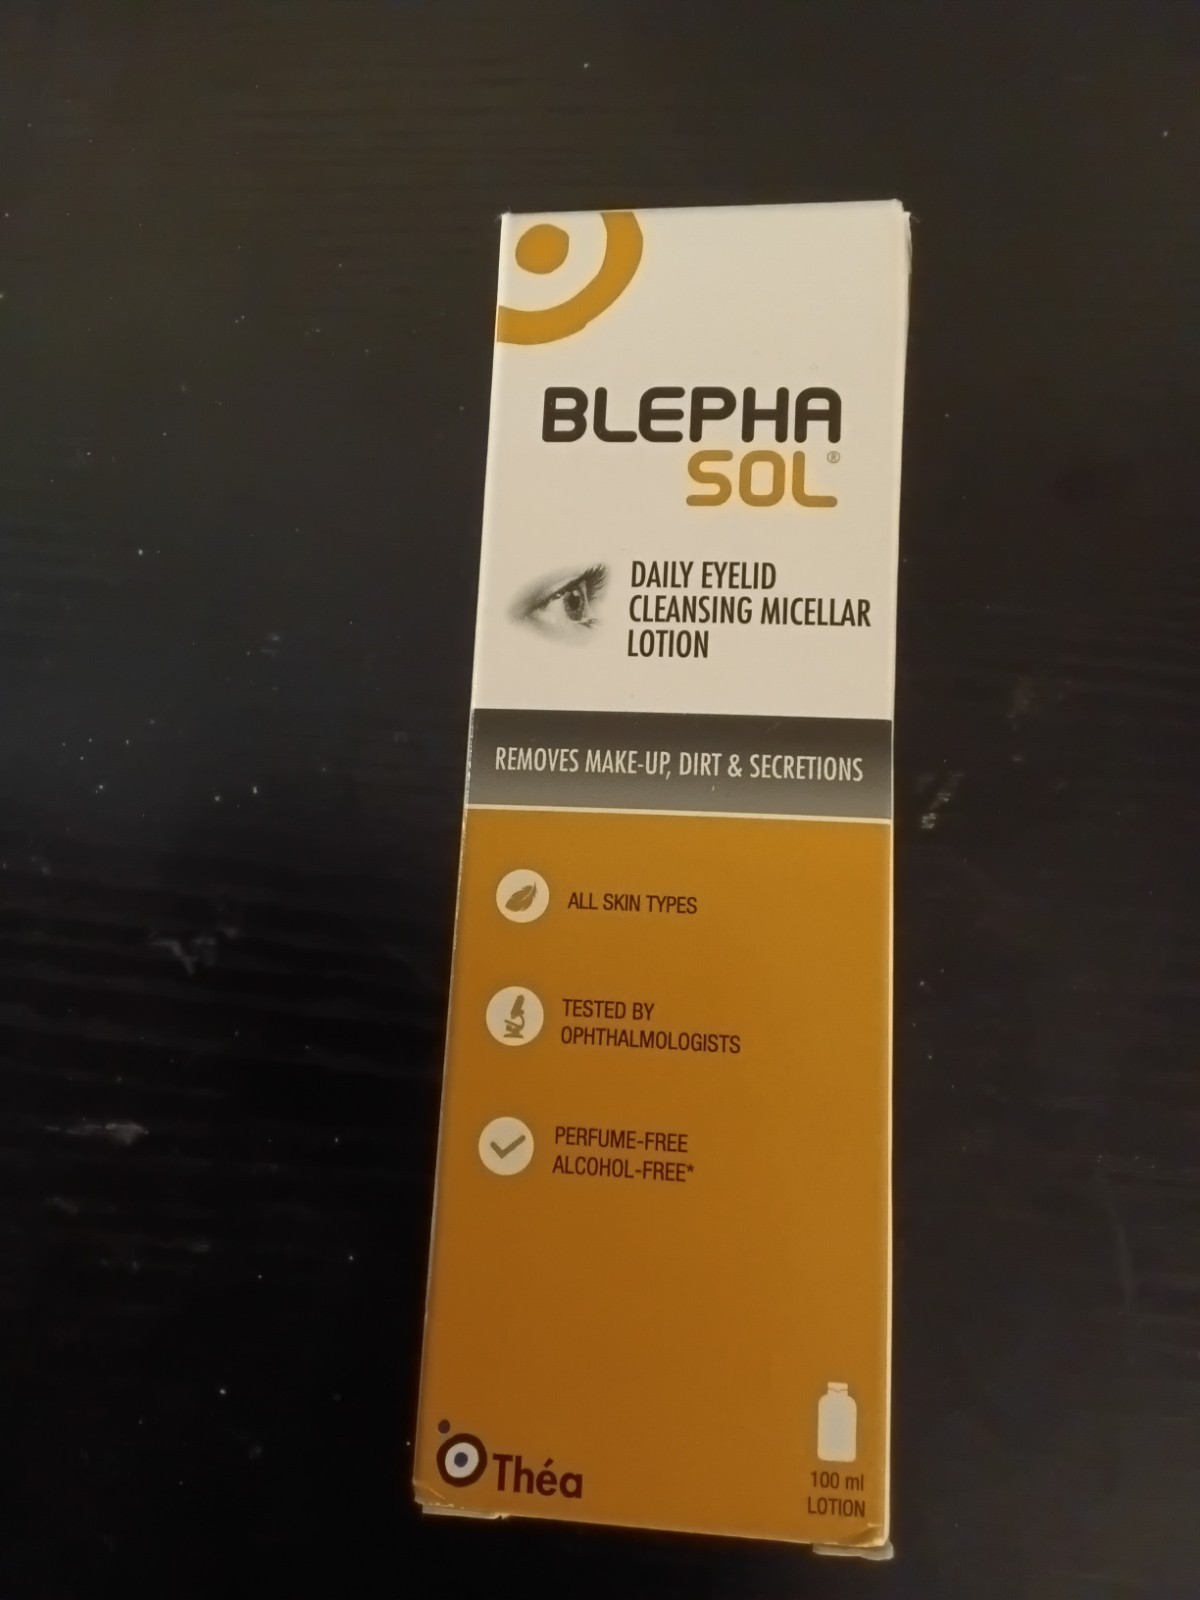 BLEPHA
SOL®
DAILY EYELID
CLEANSING MICELLAR
LOTION
REMOVES MAKE-UP, DIRT & SECRETIONS
ALL SKIN TYPES
TESTED BY
OPHTHALMOLOGISTS
PERFUME-FREE
ALCOHOL-FREE*
Théa
100 ml
LOTION